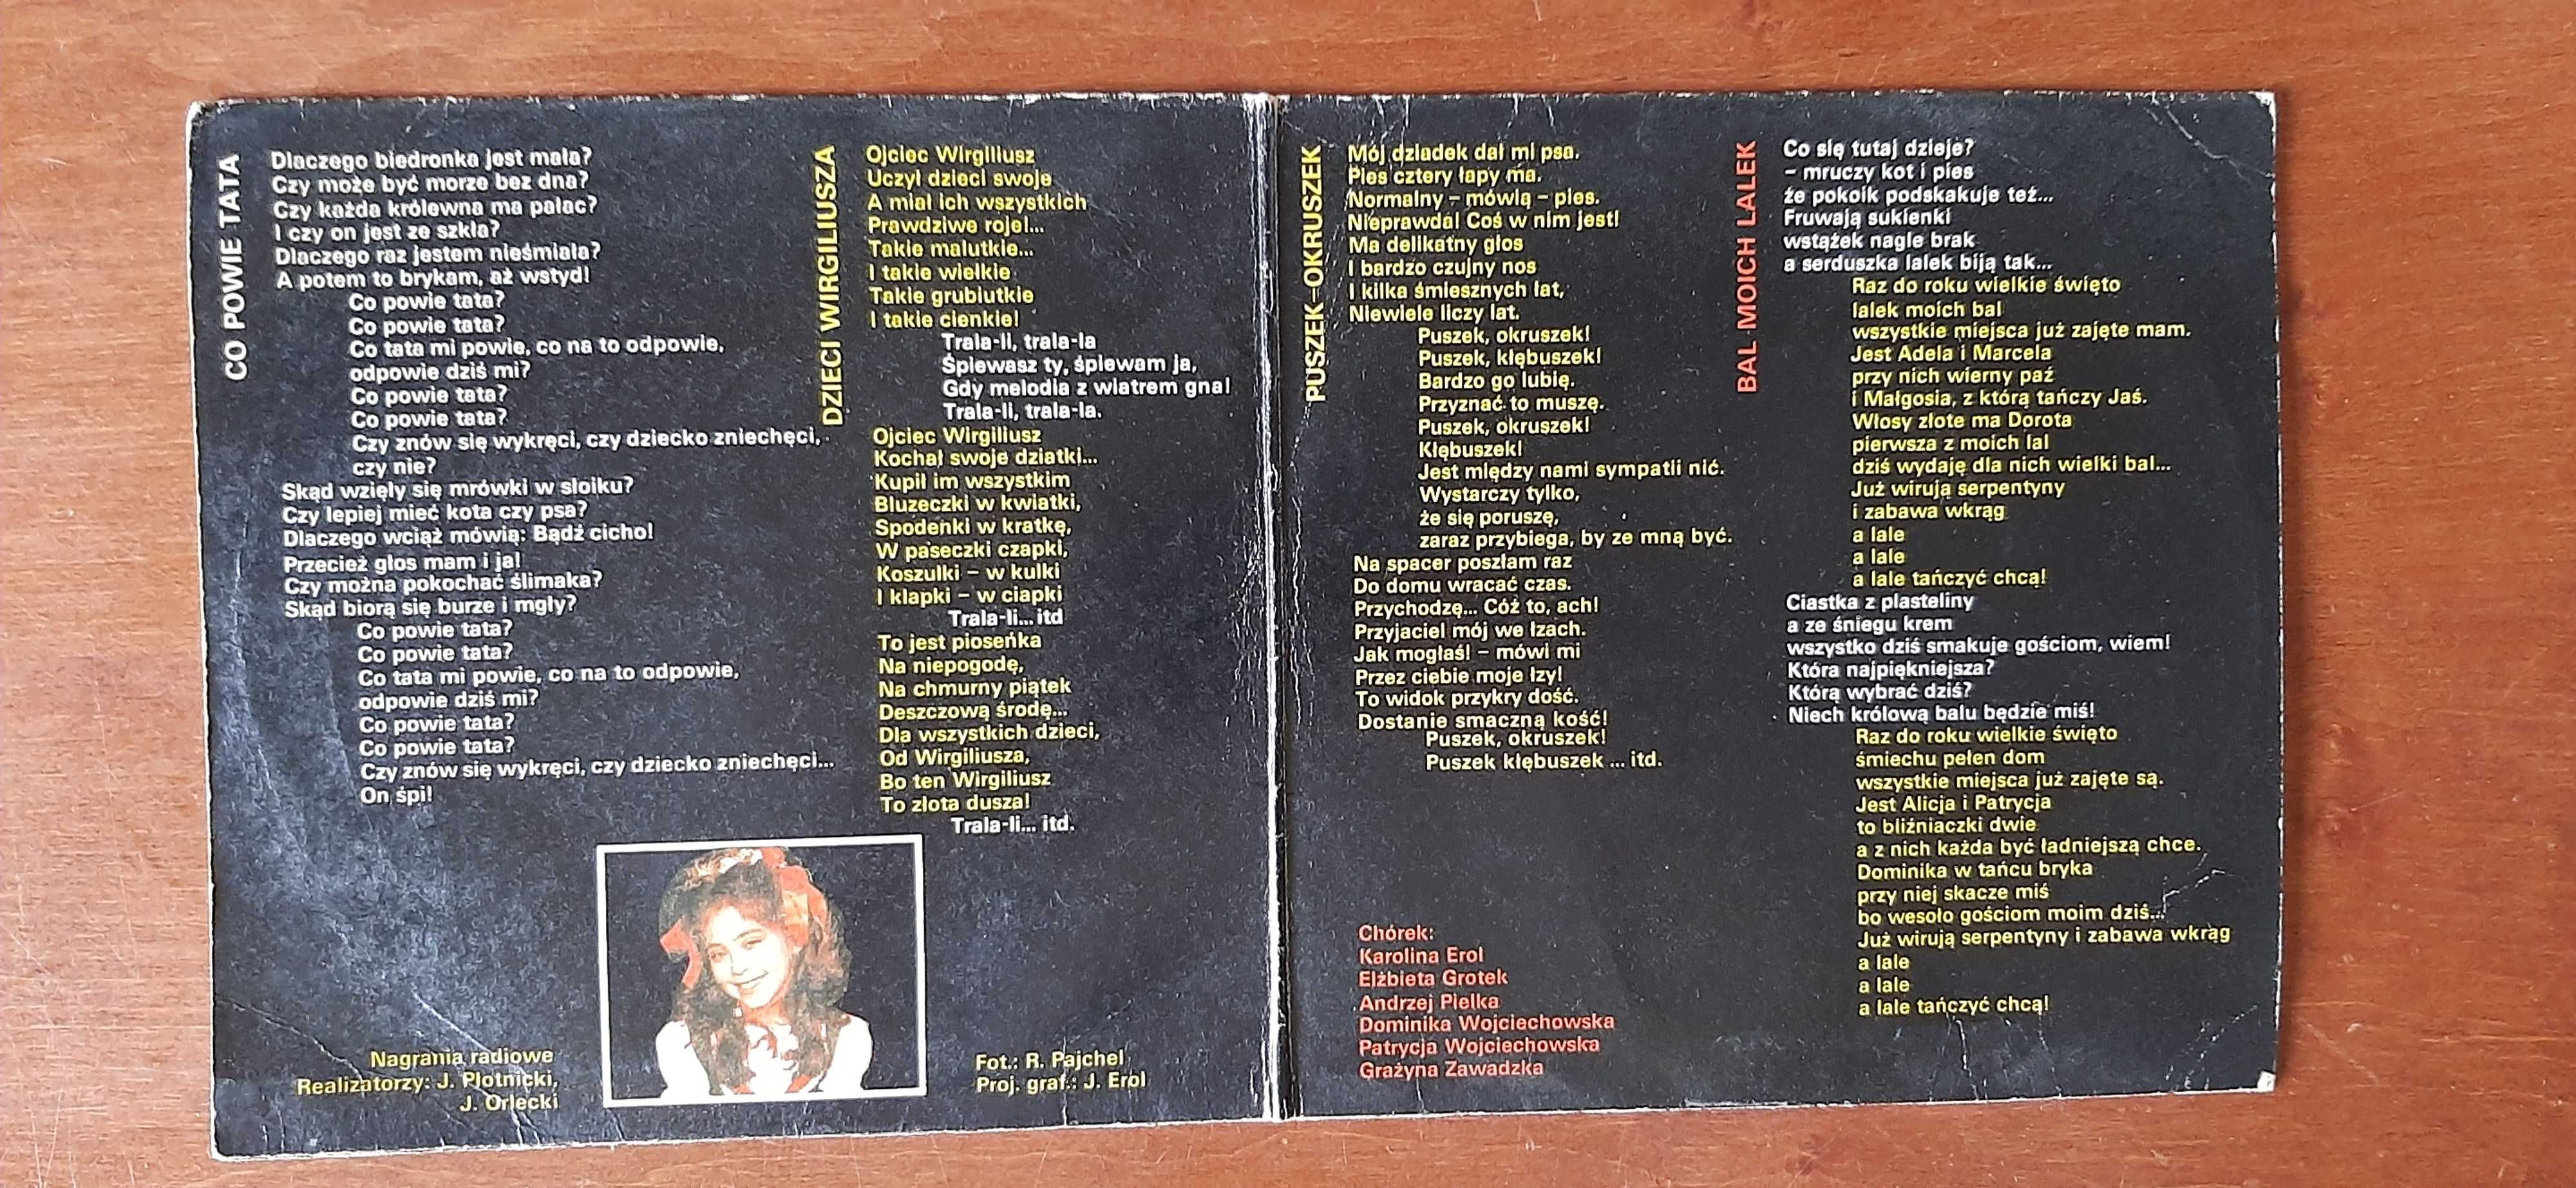 CO POWIE TATA
Dlaczego biedronka jest mała?
Czy może być morze bez dna?
Czy każda królewna ma pałac?
I czy on jest ze szkła?
Dlaczego raz jestem nieśmiała?
A potem to brykam, aż wstyd!
Co powie tata?
Co powie tata?
Co tata mi powie, co na to odpowie,
odpowie dziś mi?
Co powie tata?
Co powie tata?
Czy znów się wykręci, czy dziecko zniechęci,
czy nie?
Skąd wzięły się mrówki w słoiku?
Czy lepiej mieć kota czy psa?
Dlaczego wciąż mówią: Bądź cicho!
Przecież głos mam i ja!
Czy można pokochać ślimaka?
Skąd biorą się burze i mgły?
Co powie tata?
Co powie tata?
Co tata mi powie, co na to odpowie,
odpowie dziś mi?
Co powie tata?
Co powie tata?
Czy znów się wykręci, czy dziecko zniechęci...
On śpi!
Nagrania radiowe
Realizatorzy: J. Płotnicki,
J. Orłecki
DZIECI WIRGILIUSZA
Ojciec Wirgiliusz
Uczył dzieci swoje
A miał ich wszystkich
Prawdziwe roje!...
Takie malutkie...
I takie wielkie
Takie grubiutkie
I takie cienkie!
Trala-li, trala-la
Śpiewasz ty, śpiewam ja,
Gdy melodia z wiatrem gna!
Trala-li, trala-la.
Ojciec Wirgiliusz
Kochał swoje dziatki...
Kupił im wszystkim
Bluzeczki w kwiatki,
Spodenki w kratkę,
W paseczki czapki,
Koszulki – w kulki
I klapki – w ciapki
Trala-li... itd
To jest pioseńka
Na niepogodę,
Na chmurny piątek
Deszczową środę...
Dla wszystkich dzieci,
Od Wirgiliusza,
Bo ten Wirgiliusz
To złota dusza!
Trala-li... itd.
Fot.: R. Pajchel
Proj. graf.: J. Erol
PUSZEK–OKRUSZEK
Mój dziadek dał mi psa.
Pies cztery łapy ma.
Normalny – mówią – pies.
Nieprawda! Coś w nim jest!
Ma delikatny głos
I bardzo czujny nos
I kilka śmiesznych łat,
Niewiele liczy lat.
Puszek, okruszek!
Puszek, kłębuszek!
Bardzo go lubię.
Przyznać to muszę.
Puszek, okruszek!
Kłębuszek!
Jest między nami sympatii nić.
Wystarczy tylko,
że się poruszę,
zaraz przybiega, by ze mną być.
Na spacer poszłam raz
Do domu wracać czas.
Przychodzę... Cóż to, ach!
Przyjaciel mój we łzach.
Jak mogłaś! – mówi mi
Przez ciebie moje łzy!
To widok przykry dość.
Dostanie smaczną kość!
Puszek, okruszek!
Puszek kłębuszek ... itd.
Chórek:
Karolina Erol
Elżbieta Grotek
Andrzej Pielka
Dominika Wojciechowska
Patrycja Wojciechowska
Grażyna Zawadzka
BAL MOICH LALEK
Co się tutaj dzieje?
– mruczy kot i pies
że pokoik podskakuje też...
Fruwają sukienki
wstążek nagle brak
a serduszka lalek biją tak...
Raz do roku wielkie święto
lalek moich bal
wszystkie miejsca już zajęte mam.
Jest Adela i Marcela
przy nich wierny paź
i Małgosia, z którą tańczy Jaś.
Włosy złote ma Dorota
pierwsza z moich lal
dziś wydaję dla nich wielki bal...
Już wirują serpentyny
i zabawa wkrąg
a lale
a lale
a lale tańczyć chcą!
Ciastka z plasteliny
a ze śniegu krem
wszystko dziś smakuje gościom, wiem!
Która najpiękniejsza?
Którą wybrać dziś?
Niech królową balu będzie miś!
Raz do roku wielkie święto
śmiechu pełen dom
wszystkie miejsca już zajęte są.
Jest Alicja i Patrycja
to bliźniaczki dwie
a z nich każda być ładniejszą chce.
Dominika w tańcu bryka
przy niej skacze miś
bo wesoło gościom moim dziś...
Już wirują serpentyny i zabawa wkrąg
a lale
a lale
a lale tańczyć chcą!